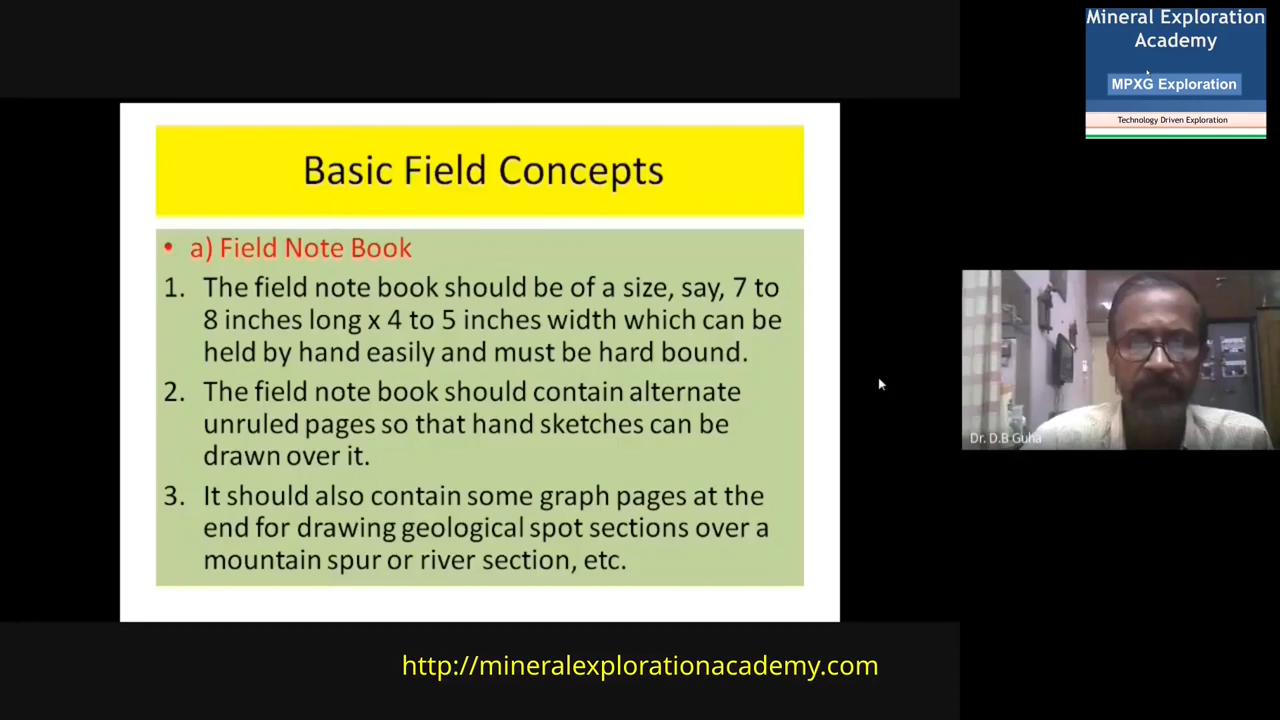 Mineral Exploration
Academy
MPXG Exploration
Technology Driven Exploration
Basic Field Concepts
• a) Field Note Book
1. The field note book should be of a size, say, 7 to
8 inches long x 4 to 5 inches width which can be
held by hand easily and must be hard bound.
2. The field note book should contain alternate
unruled pages so that hand sketches can be
drawn over it.
3. It should also contain some graph pages at the
end for drawing geological spot sections over a
mountain spur or river section, etc.
Dr. D.B Guha
http://mineralexplorationacademy.com